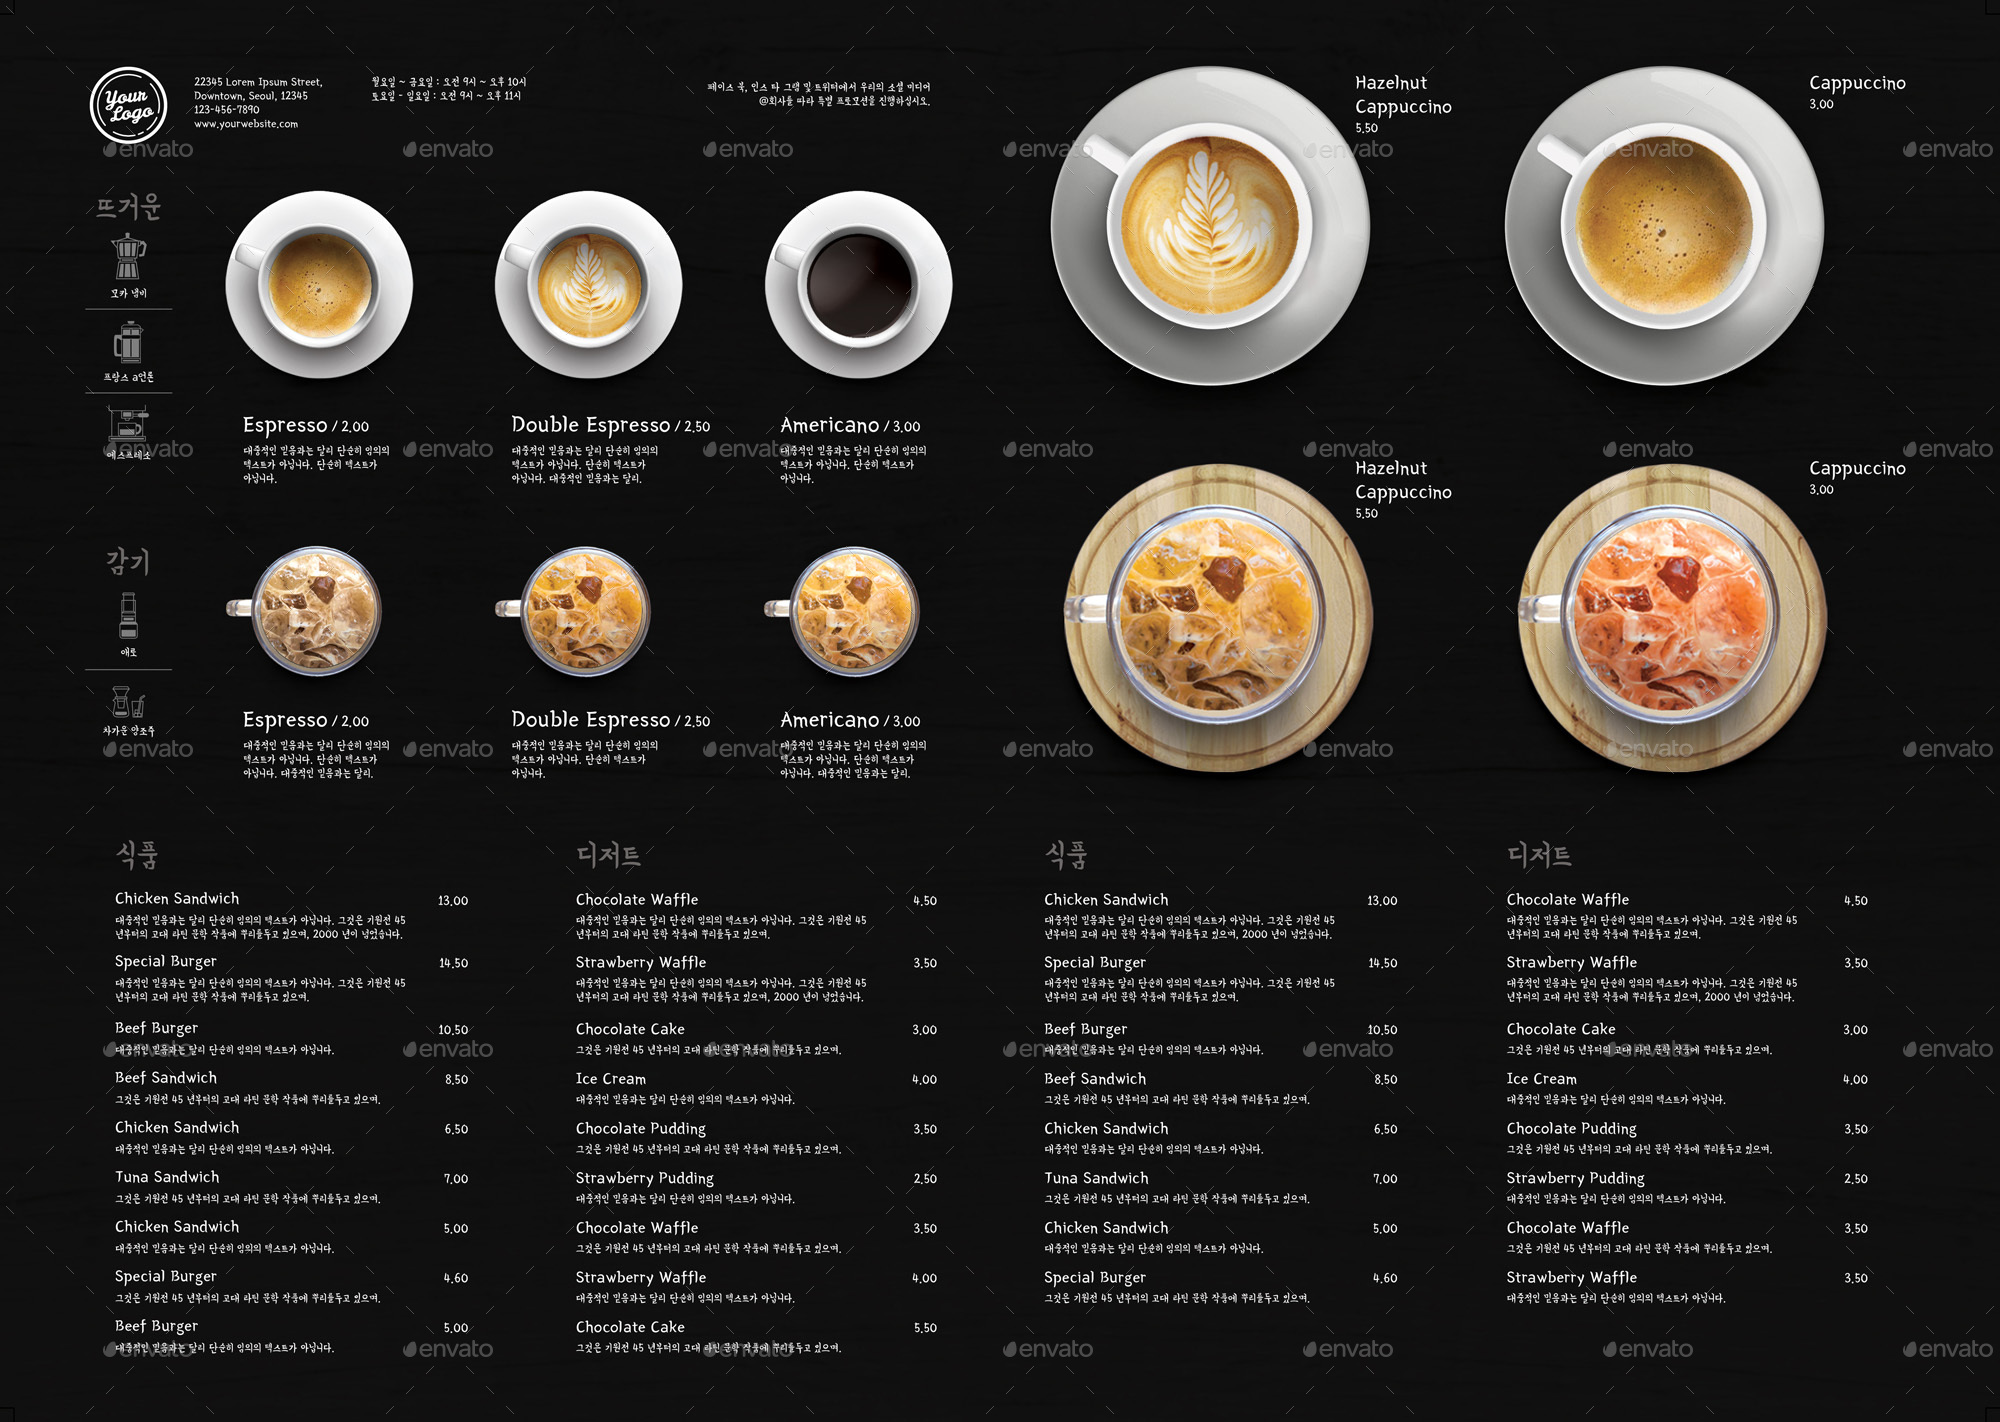 Your
Logo
22345 Lorem Ipsum Street,
Downtown, Seoul, 12345
123-456-7890
www.yourwebsite.com
월요일 ~ 금요일 : 오전 9시 ~ 오후 10시
토요일 - 일요일 : 오전 9시 ~ 오후 11시
페이스 북, 인스 타 그램 및 트위터에서 우리의 소셜 미디어
@회사를 따라 특별 프로모션을 진행하십시오.
뜨거운
모카 냄비
프랑스 a언론
에스프레소
Espresso / 2,00
대중적인 믿음과는 달리 단순히 임의의
텍스트가 아닙니다. 단순히 텍스트가
아닙니다.
Double Espresso / 2,50
대중적인 믿음과는 달리 단순히 임의의
텍스트가 아닙니다. 단순히 텍스트가
아닙니다. 대중적인 믿음과는 달리.
Americano / 3,00
대중적인 믿음과는 달리 단순히 임의의
텍스트가 아닙니다. 단순히 텍스트가
아닙니다.
감기
애로
차가운 양조주
Espresso / 2,00
대중적인 믿음과는 달리 단순히 임의의
텍스트가 아닙니다. 단순히 텍스트가
아닙니다. 대중적인 믿음과는 달리.
Double Espresso / 2,50
대중적인 믿음과는 달리 단순히 임의의
텍스트가 아닙니다. 단순히 텍스트가
아닙니다.
Americano / 3,00
대중적인 믿음과는 달리 단순히 임의의
텍스트가 아닙니다. 단순히 텍스트가
아닙니다. 대중적인 믿음과는 달리.
Hazelnut
Cappuccino
5,50
Cappuccino
3,00
Hazelnut
Cappuccino
5,50
Cappuccino
3,00
식품
Chicken Sandwich 13,00
대중적인 믿음과는 달리 단순히 임의의 텍스트가 아닙니다. 그것은 기원전 45
년부터의 고대 라틴 문학 작품에 뿌리를두고 있으며, 2000 년이 넘었습니다.
Special Burger 14,50
대중적인 믿음과는 달리 단순히 임의의 텍스트가 아닙니다. 그것은 기원전 45
년부터의 고대 라틴 문학 작품에 뿌리를두고 있으며.
Beef Burger 10,50
대중적인 믿음과는 달리 단순히 임의의 텍스트가 아닙니다.
Beef Sandwich 8,50
그것은 기원전 45 년부터의 고대 라틴 문학 작품에 뿌리를두고 있으며.
Chicken Sandwich 6,50
대중적인 믿음과는 달리 단순히 임의의 텍스트가 아닙니다.
Tuna Sandwich 7,00
그것은 기원전 45 년부터의 고대 라틴 문학 작품에 뿌리를두고 있으며.
Chicken Sandwich 5,00
대중적인 믿음과는 달리 단순히 임의의 텍스트가 아닙니다.
Special Burger 4,60
그것은 기원전 45 년부터의 고대 라틴 문학 작품에 뿌리를두고 있으며.
Beef Burger 5,00
대중적인 믿음과는 달리 단순히 임의의 텍스트가 아닙니다.
디저트
Chocolate Waffle 4,50
대중적인 믿음과는 달리 단순히 임의의 텍스트가 아닙니다. 그것은 기원전 45
년부터의 고대 라틴 문학 작품에 뿌리를두고 있으며.
Strawberry Waffle 3,50
대중적인 믿음과는 달리 단순히 임의의 텍스트가 아닙니다. 그것은 기원전 45
년부터의 고대 라틴 문학 작품에 뿌리를두고 있으며, 2000 년이 넘었습니다.
Chocolate Cake 3,00
그것은 기원전 45 년부터의 고대 라틴 문학 작품에 뿌리를두고 있으며.
Ice Cream 4,00
대중적인 믿음과는 달리 단순히 임의의 텍스트가 아닙니다.
Chocolate Pudding 3,50
그것은 기원전 45 년부터의 고대 라틴 문학 작품에 뿌리를두고 있으며.
Strawberry Pudding 2,50
대중적인 믿음과는 달리 단순히 임의의 텍스트가 아닙니다.
Chocolate Waffle 3,50
그것은 기원전 45 년부터의 고대 라틴 문학 작품에 뿌리를두고 있으며.
Strawberry Waffle 4,00
대중적인 믿음과는 달리 단순히 임의의 텍스트가 아닙니다.
Chocolate Cake 5,50
그것은 기원전 45 년부터의 고대 라틴 문학 작품에 뿌리를두고 있으며.
식품
Chicken Sandwich 13,00
대중적인 믿음과는 달리 단순히 임의의 텍스트가 아닙니다. 그것은 기원전 45
년부터의 고대 라틴 문학 작품에 뿌리를두고 있으며, 2000 년이 넘었습니다.
Special Burger 14,50
대중적인 믿음과는 달리 단순히 임의의 텍스트가 아닙니다. 그것은 기원전 45
년부터의 고대 라틴 문학 작품에 뿌리를두고 있으며.
Beef Burger 10,50
대중적인 믿음과는 달리 단순히 임의의 텍스트가 아닙니다.
Beef Sandwich 8,50
그것은 기원전 45 년부터의 고대 라틴 문학 작품에 뿌리를두고 있으며.
Chicken Sandwich 6,50
대중적인 믿음과는 달리 단순히 임의의 텍스트가 아닙니다.
Tuna Sandwich 7,00
그것은 기원전 45 년부터의 고대 라틴 문학 작품에 뿌리를두고 있으며.
Chicken Sandwich 5,00
대중적인 믿음과는 달리 단순히 임의의 텍스트가 아닙니다.
Special Burger 4,60
그것은 기원전 45 년부터의 고대 라틴 문학 작품에 뿌리를두고 있으며.
디저트
Chocolate Waffle 4,50
대중적인 믿음과는 달리 단순히 임의의 텍스트가 아닙니다. 그것은 기원전 45
년부터의 고대 라틴 문학 작품에 뿌리를두고 있으며.
Strawberry Waffle 3,50
대중적인 믿음과는 달리 단순히 임의의 텍스트가 아닙니다. 그것은 기원전 45
년부터의 고대 라틴 문학 작품에 뿌리를두고 있으며, 2000 년이 넘었습니다.
Chocolate Cake 3,00
그것은 기원전 45 년부터의 고대 라틴 문학 작품에 뿌리를두고 있으며.
Ice Cream 4,00
대중적인 믿음과는 달리 단순히 임의의 텍스트가 아닙니다.
Chocolate Pudding 3,50
그것은 기원전 45 년부터의 고대 라틴 문학 작품에 뿌리를두고 있으며.
Strawberry Pudding 2,50
대중적인 믿음과는 달리 단순히 임의의 텍스트가 아닙니다.
Chocolate Waffle 3,50
그것은 기원전 45 년부터의 고대 라틴 문학 작품에 뿌리를두고 있으며.
Strawberry Waffle 3,50
대중적인 믿음과는 달리 단순히 임의의 텍스트가 아닙니다.